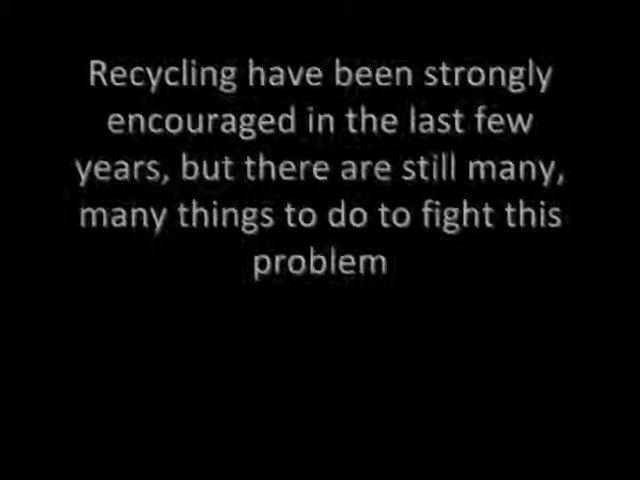 Recycling have been strongly
encouraged in the last few
years, but there are still many,
many things to do to fight this
problem